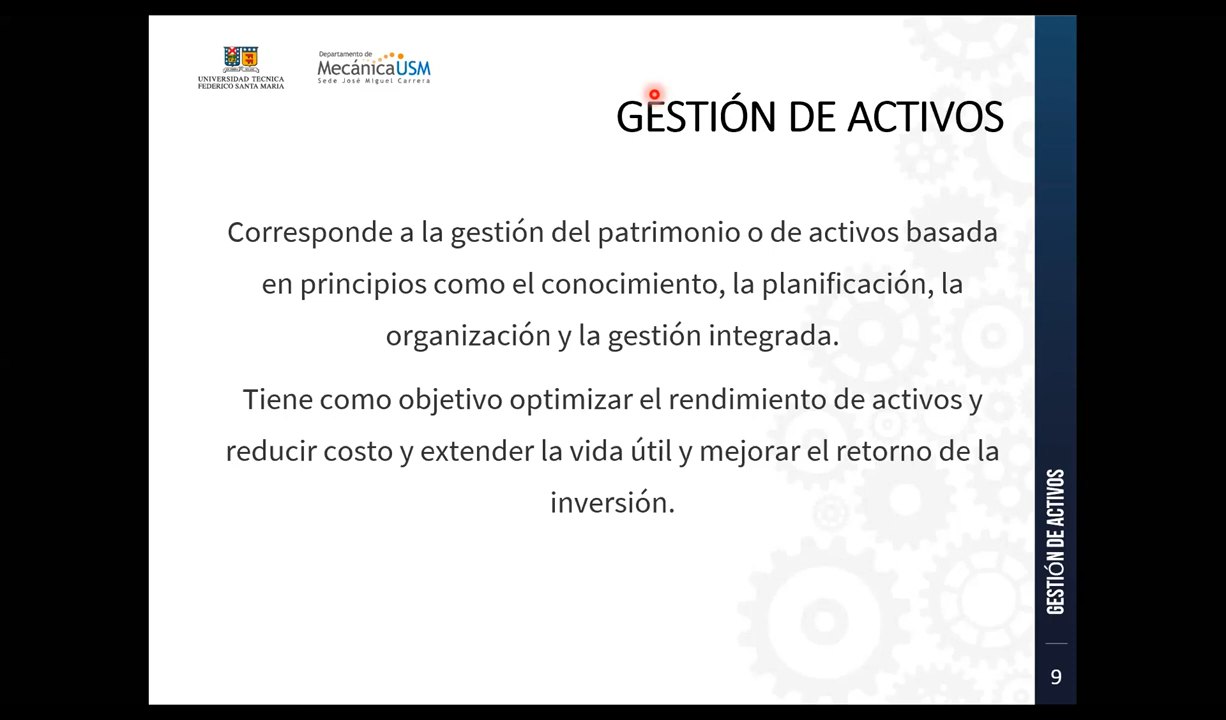 UNIVERSIDAD TECNICA
FEDERICO SANTA MARIA
Departamento de
MecánicaUSM
Sede José Miguel Carrera
GESTIÓN DE ACTIVOS
Corresponde a la gestión del patrimonio o de activos basada
en principios como el conocimiento, la planificación, la
organización y la gestión integrada.
Tiene como objetivo optimizar el rendimiento de activos y
reducir costo y extender la vida útil y mejorar el retorno de la
inversión.
GESTIÓN DE ACTIVOS
9